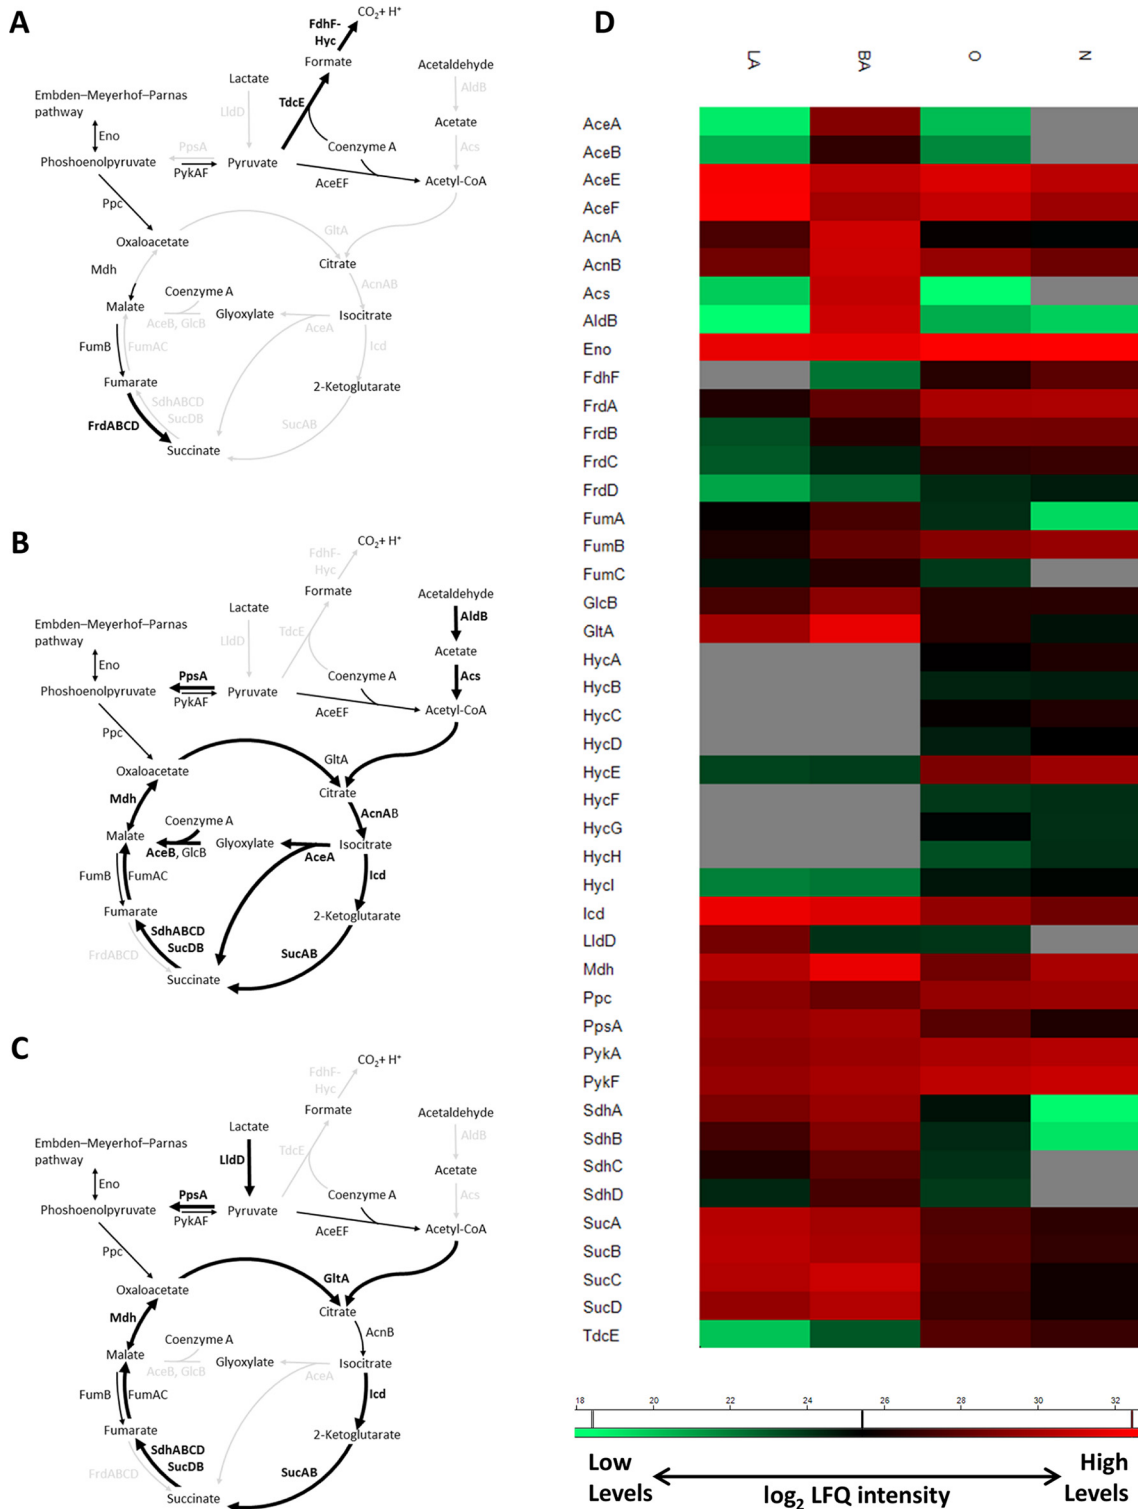 A
CO2+ H+
FdhF-
Hyc
Formate
Acetaldehyde
Lactate
AldB
Embden–Meyerhof–Parnas
pathway
LldD
TdcE
Acetate
Eno
PpsA
Coenzyme A
Acs
Phoshoenolpyruvate
Pyruvate
PykAF
AceEF
Acetyl-CoA
Ppc
GltA
Oxaloacetate
Citrate
Mdh
AcnAB
Coenzyme A
Malate
Glyoxylate
Isocitrate
AceB, GlcB
AceA
FumB
FumAC
Icd
Fumarate
2-Ketoglutarate
SdhABCD
SucDB
FrdABCD
SucAB
Succinate
B
CO2+ H+
FdhF-
Hyc
Formate
Acetaldehyde
Lactate
AldB
Embden–Meyerhof–Parnas
pathway
LldD
TdcE
Acetate
Eno
PpsA
Coenzyme A
Acs
Phoshoenolpyruvate
Pyruvate
PykAF
AceEF
Acetyl-CoA
Ppc
GltA
Oxaloacetate
Citrate
Mdh
AcnAB
Coenzyme A
Malate
Glyoxylate
Isocitrate
AceB, GlcB
AceA
FumB
FumAC
Icd
Fumarate
2-Ketoglutarate
SdhABCD
SucDB
FrdABCD
SucAB
Succinate
C
CO2+ H+
FdhF-
Hyc
Formate
Acetaldehyde
Lactate
AldB
Embden–Meyerhof–Parnas
pathway
LldD
TdcE
Acetate
Eno
PpsA
Coenzyme A
Acs
Phoshoenolpyruvate
Pyruvate
PykAF
AceEF
Acetyl-CoA
Ppc
GltA
Oxaloacetate
Citrate
Mdh
AcnB
Coenzyme A
Malate
Glyoxylate
Isocitrate
AceB, GlcB
AceA
FumB
FumAC
Icd
Fumarate
2-Ketoglutarate
SdhABCD
SucDB
FrdABCD
SucAB
Succinate
D
LA BA O N
AceA
AceB
AceE
AceF
AcnA
AcnB
Acs
AldB
Eno
FdhF
FrdA
FrdB
FrdC
FrdD
FumA
FumB
FumC
GlcB
GltA
HycA
HycB
HycC
HycD
HycE
HycF
HycG
HycH
HycI
Icd
LldD
Mdh
Ppc
PpsA
PykA
PykF
SdhA
SdhB
SdhC
SdhD
SucA
SucB
SucC
SucD
TdcE
18 20 22 24 26 28 30 32
Low
Levels
High
Levels
log2 LFQ intensity